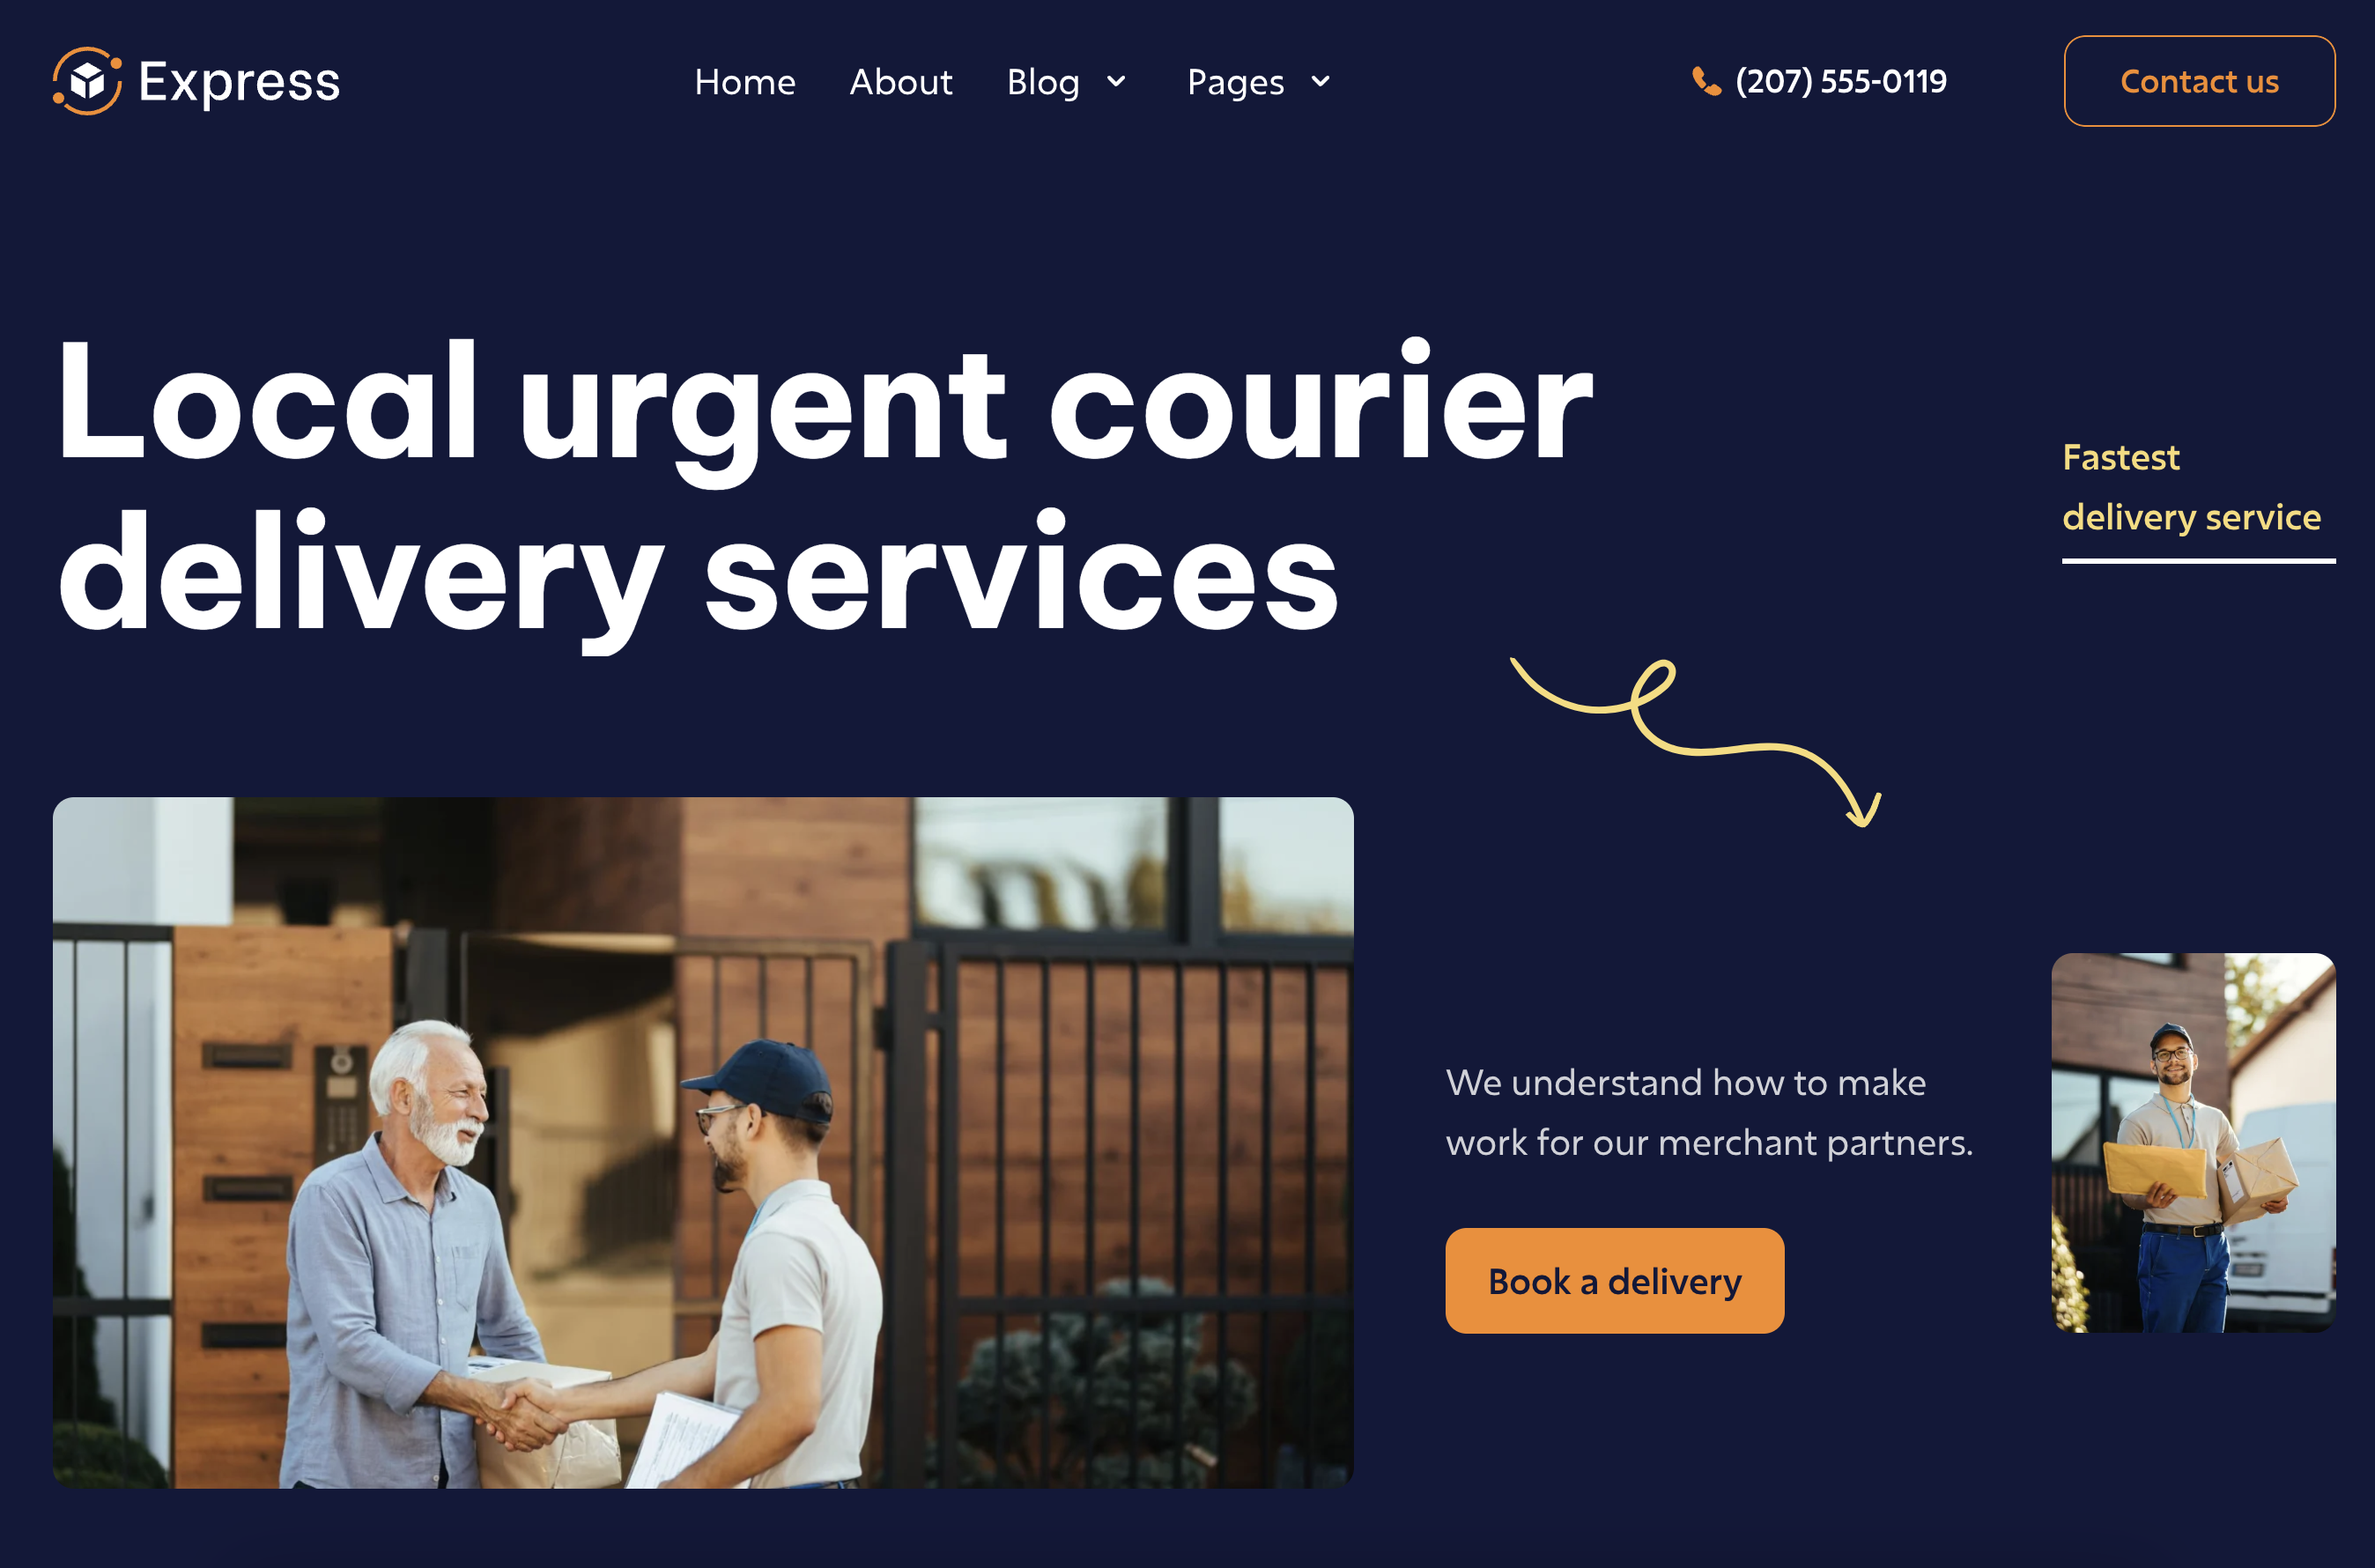 Express
Home About Blog Pages
(207) 555-0119
Contact us
Local urgent courier
delivery services
Fastest
delivery service
We understand how to make
work for our merchant partners.
Book a delivery